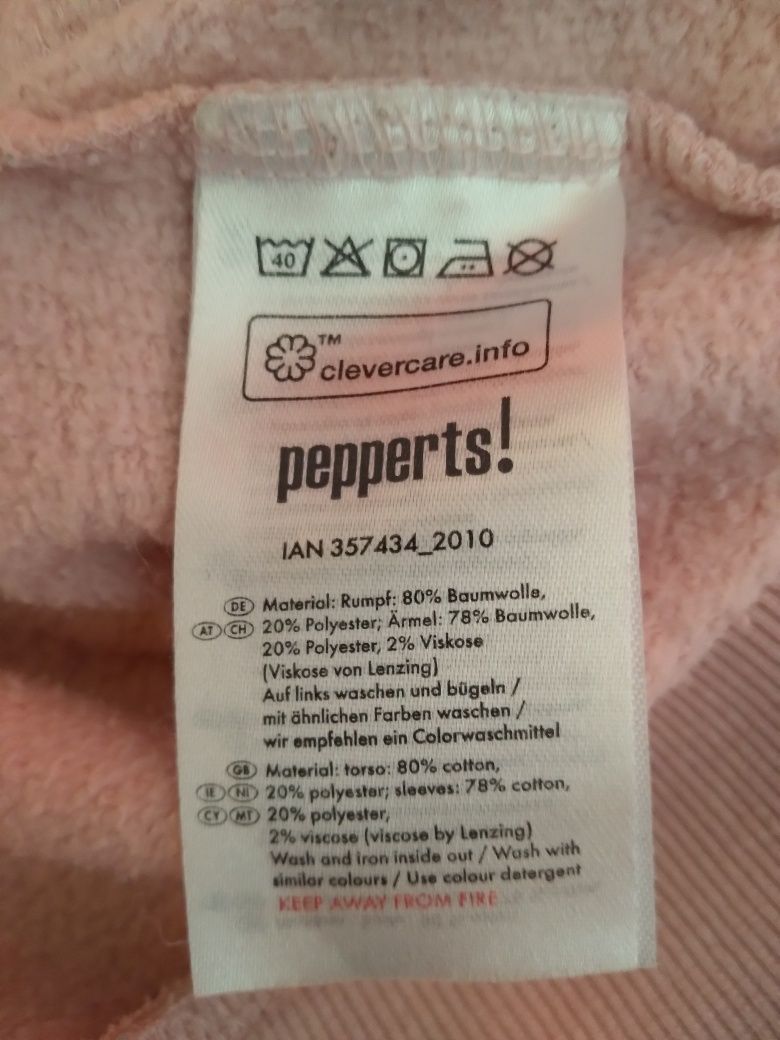 40
™
clevercare.info
pepperts!
IAN 357434_2010
DE Material: Rumpf: 80% Baumwolle,
AT CH 20% Polyester; Ärmel: 78% Baumwolle,
20% Polyester, 2% Viskose
(Viskose von Lenzing)
Auf links waschen und bügeln /
mit ähnlichen Farben waschen /
wir empfehlen ein Colorwaschmittel
GB Material: torso: 80% cotton,
IE NI 20% polyester; sleeves: 78% cotton,
CY MT 20% polyester,
2% viscose (viscose by Lenzing)
Wash and iron inside out / Wash with
similar colours / Use colour detergent
KEEP AWAY FROM FIRE